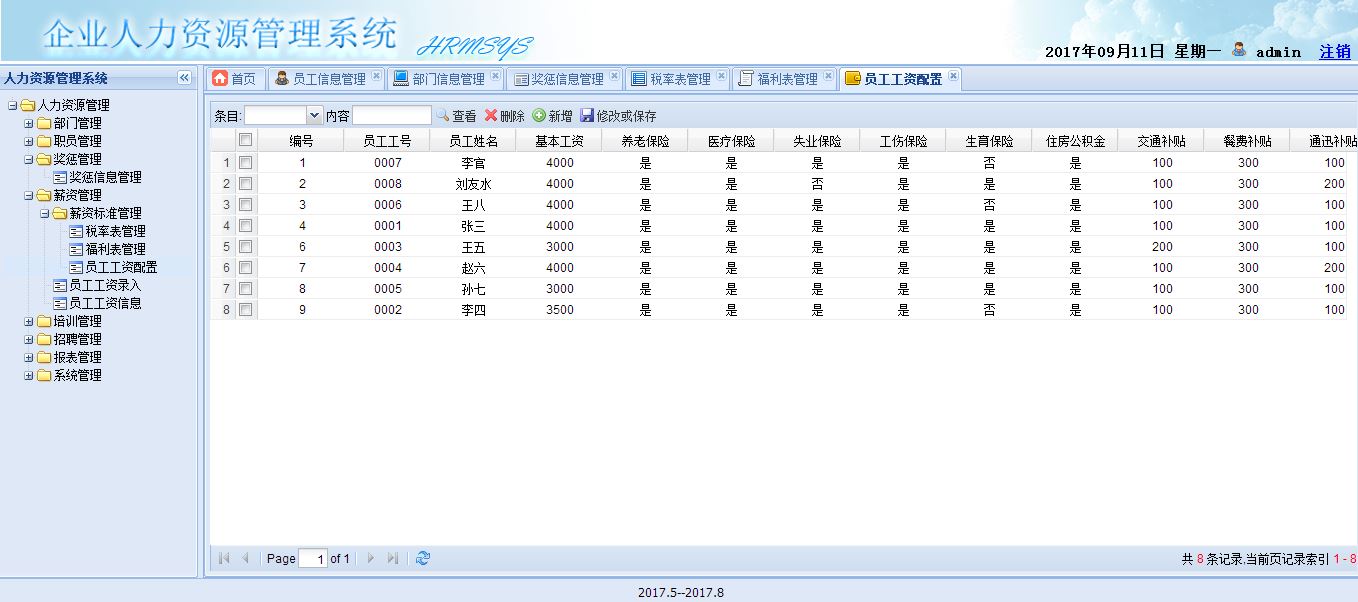 企业人力资源管理系统 HRMSYS
2017年09月11日 星期一 admin 注销
人力资源管理系统
人力资源管理
部门管理
职员管理
奖惩管理
奖惩信息管理
薪资管理
薪资标准管理
税率表管理
福利表管理
员工工资配置
员工工资录入
员工工资信息
培训管理
招聘管理
报表管理
系统管理
首页 员工信息管理 部门信息管理 奖惩信息管理 税率表管理 福利表管理 员工工资配置
条目: 内容 查看 删除 新增 修改或保存
编号 员工工号 员工姓名 基本工资 养老保险 医疗保险 失业保险 工伤保险 生育保险 住房公积金 交通补贴 餐费补贴 通迅补贴
1 1 0007 李官 4000 是 是 是 是 否 是 100 300 100
2 2 0008 刘友水 4000 是 是 否 是 是 是 100 300 200
3 3 0006 王八 4000 是 是 是 是 否 是 100 300 100
4 4 0001 张三 4000 是 是 是 是 是 是 100 300 100
5 6 0003 王五 3000 是 是 是 是 是 是 200 300 100
6 7 0004 赵六 4000 是 是 是 是 是 是 100 300 200
7 8 0005 孙七 3000 是 是 是 是 是 是 100 300 100
8 9 0002 李四 3500 是 是 是 是 否 是 100 300 100
Page 1 of 1
共 8 条记录,当前页记录索引 1 - 8
2017.5--2017.8